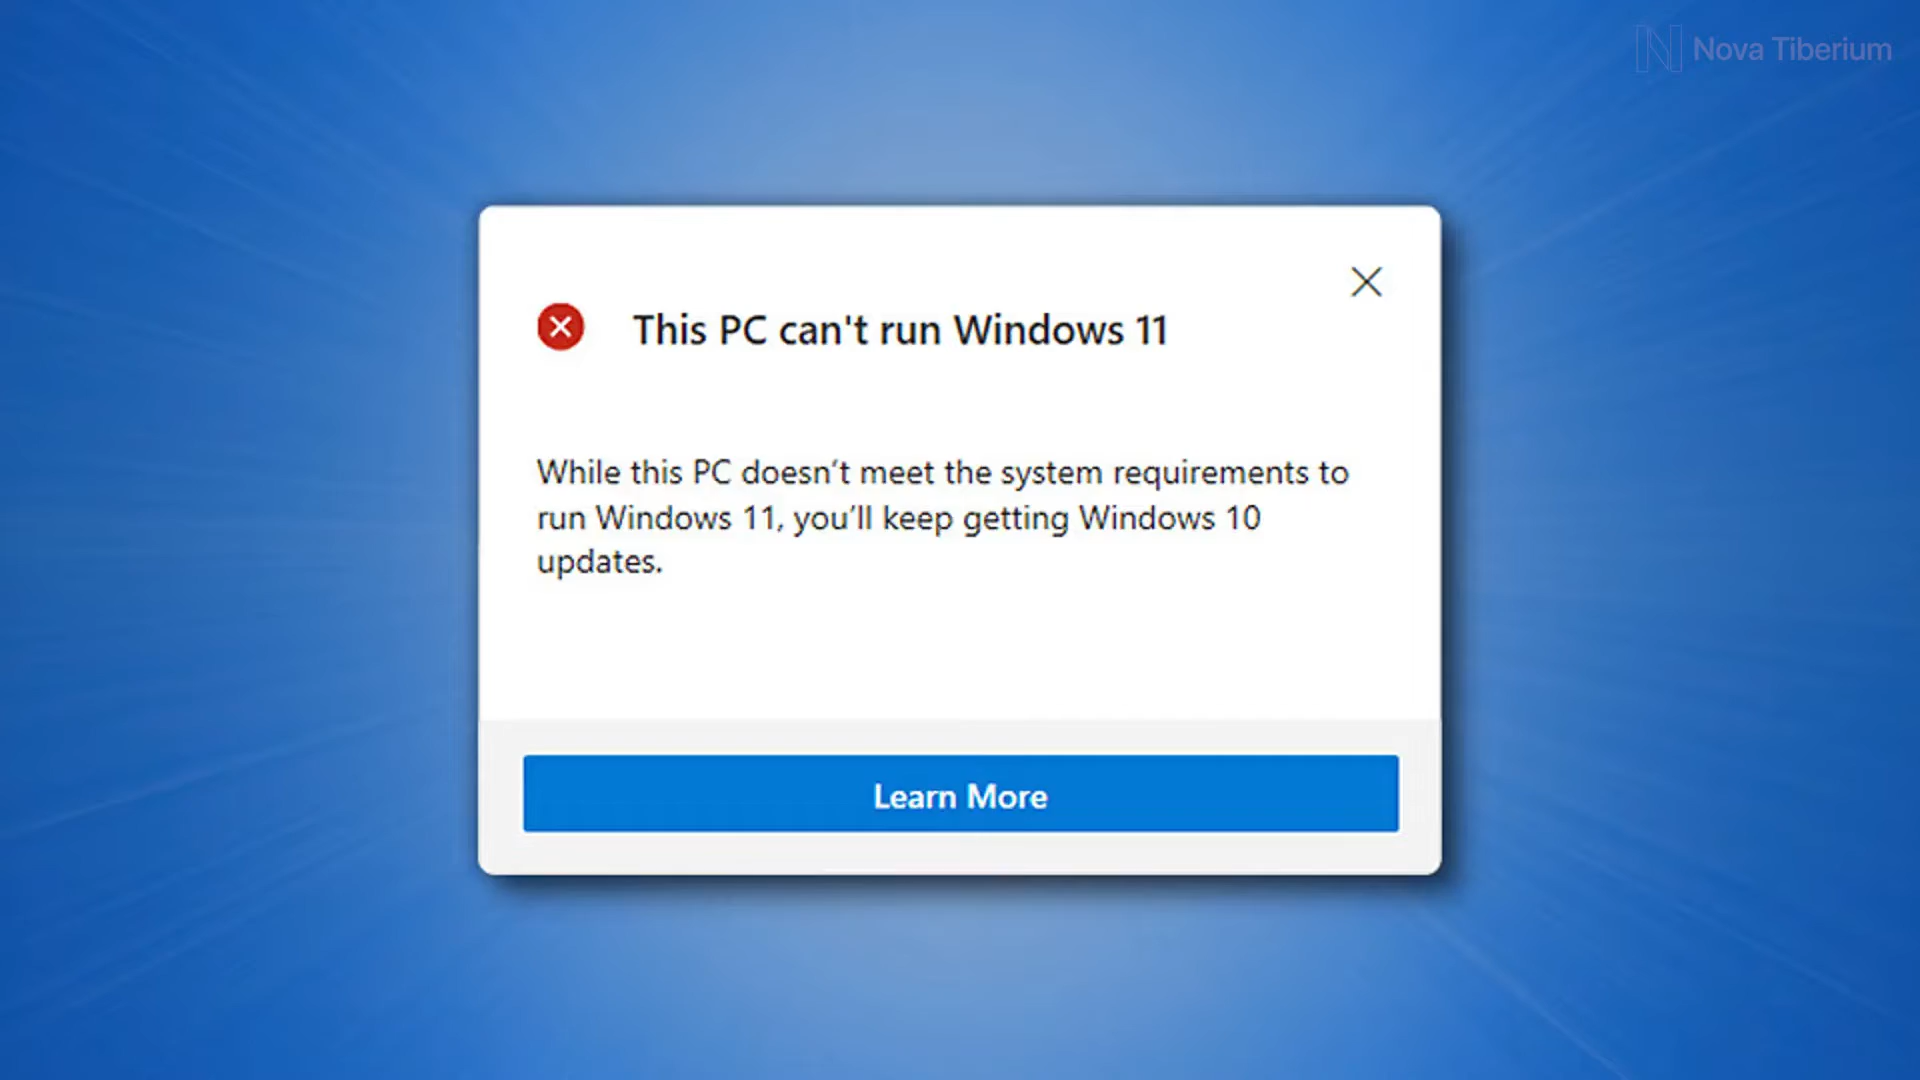 Nova Tiberium
This PC can't run Windows 11
While this PC doesn’t meet the system requirements to
run Windows 11, you’ll keep getting Windows 10
updates.
Learn More